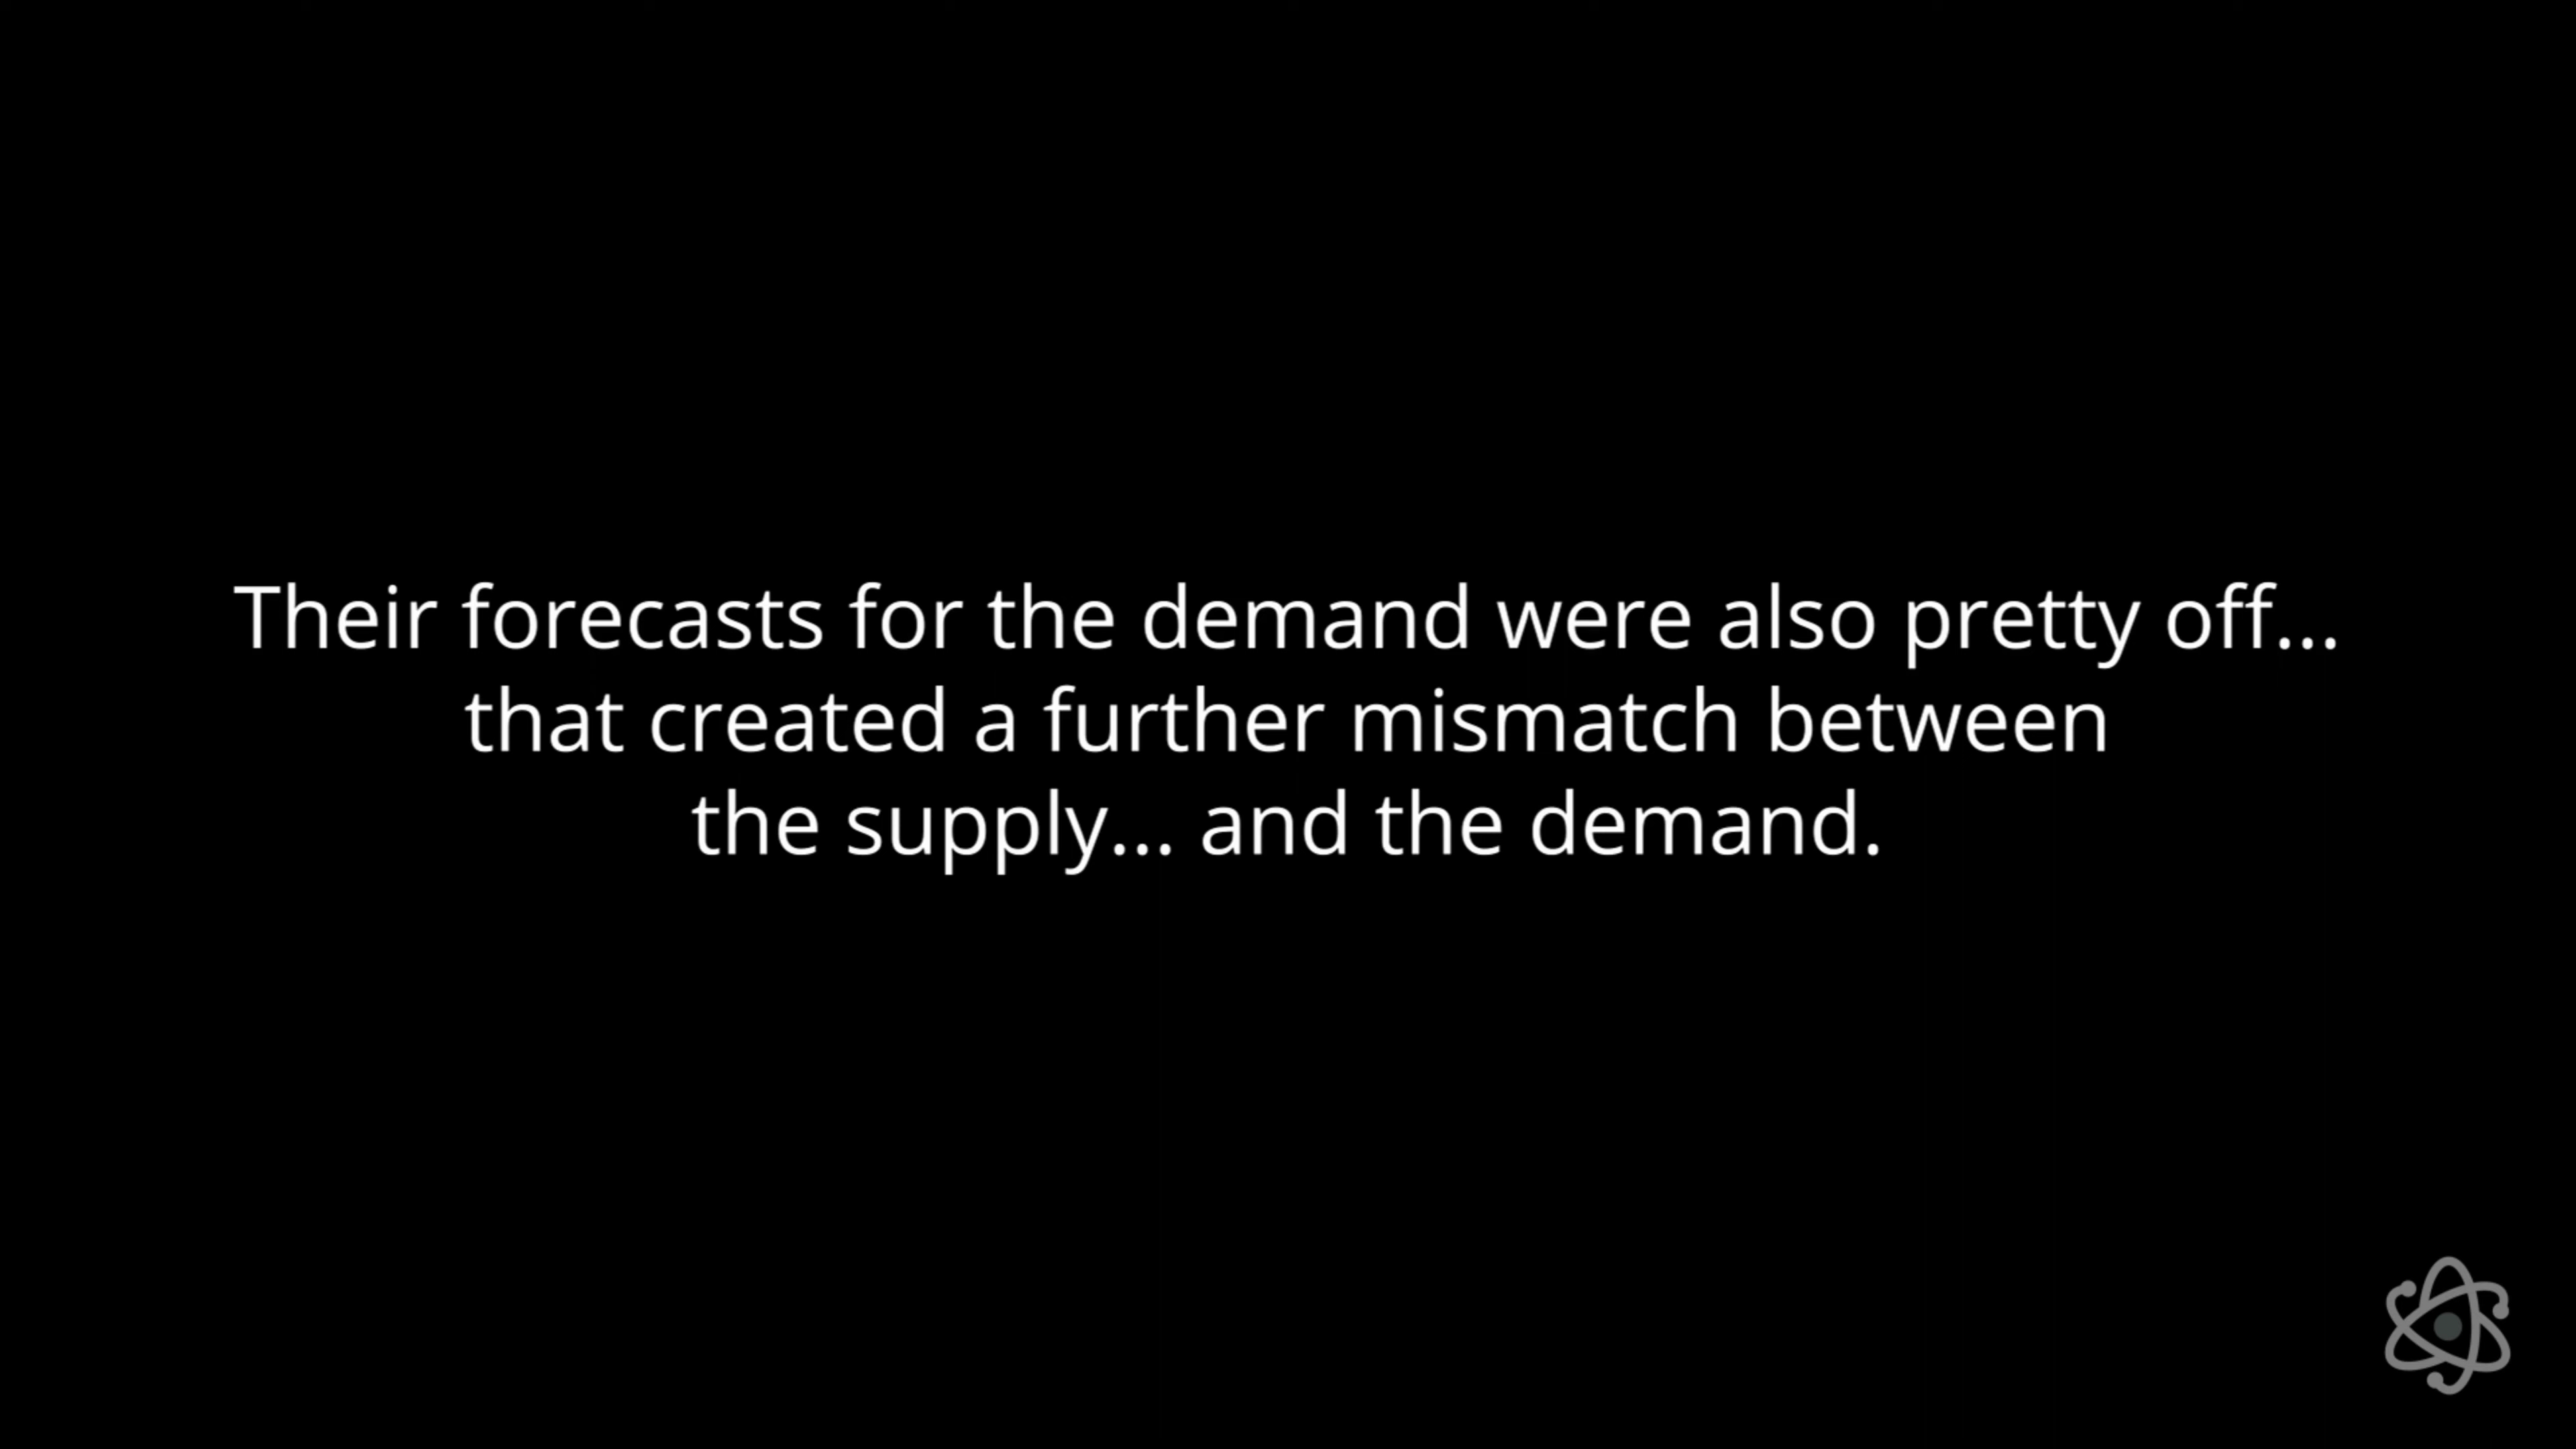 Their forecasts for the demand were also pretty off...
that created a further mismatch between
the supply... and the demand.